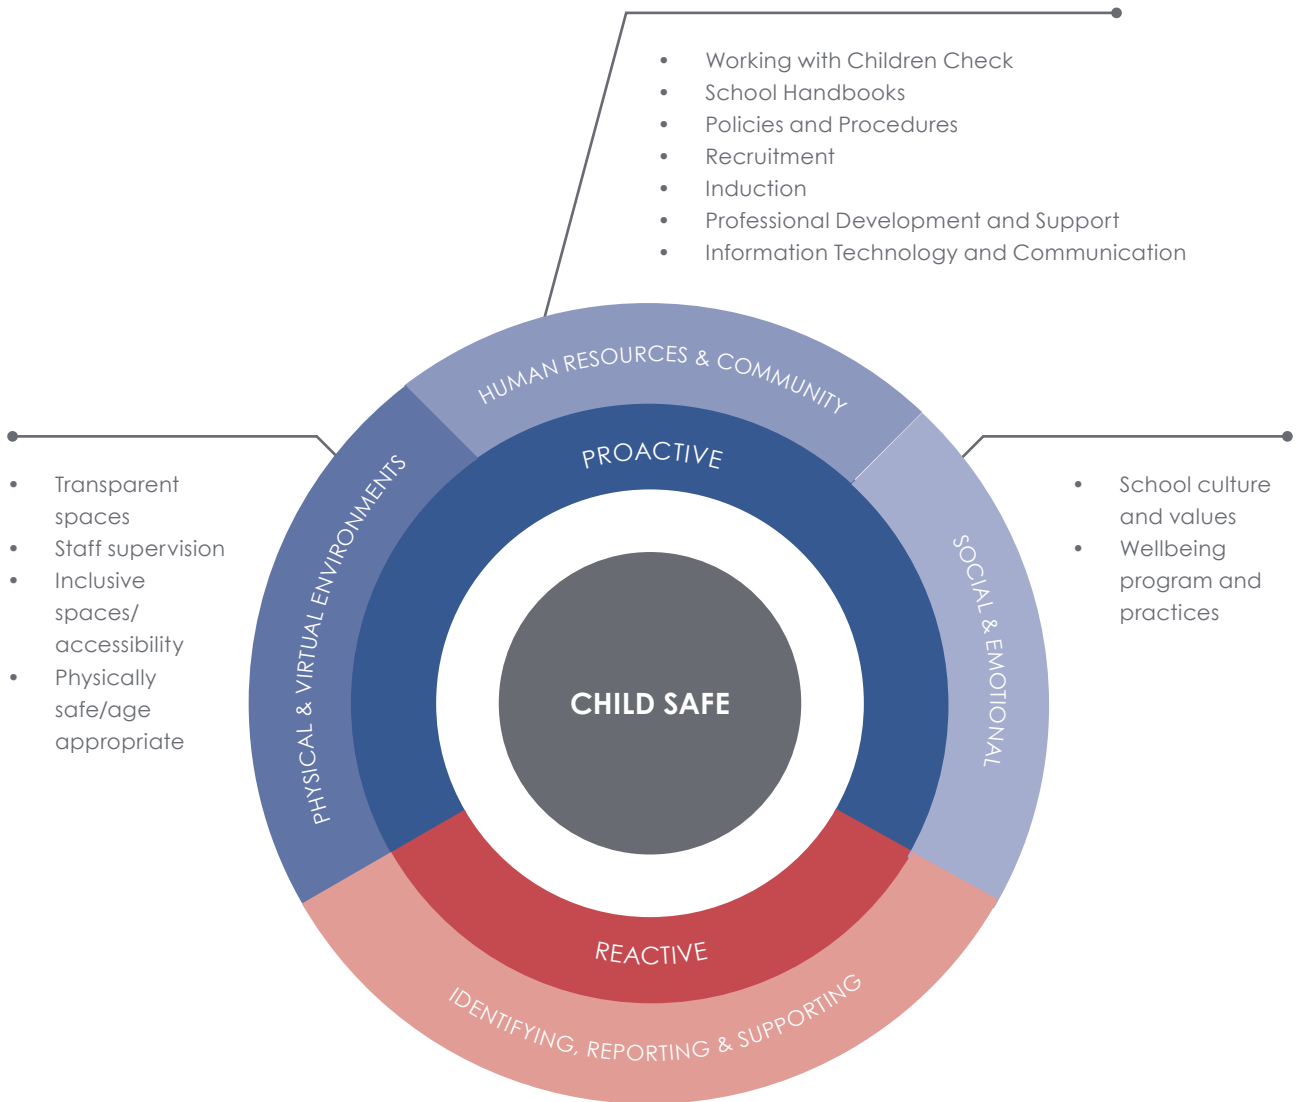 • Working with Children Check
• School Handbooks
• Policies and Procedures
• Recruitment
• Induction
• Professional Development and Support
• Information Technology and Communication
HUMAN RESOURCES & COMMUNITY
PROACTIVE
PHYSICAL & VIRTUAL ENVIRONMENTS
• Transparent
spaces
• Staff supervision
• Inclusive
spaces/
accessibility
• Physically
safe/age
appropriate
SOCIAL & EMOTIONAL
• School culture
and values
• Wellbeing
program and
practices
CHILD SAFE
REACTIVE
IDENTIFYING, REPORTING & SUPPORTING